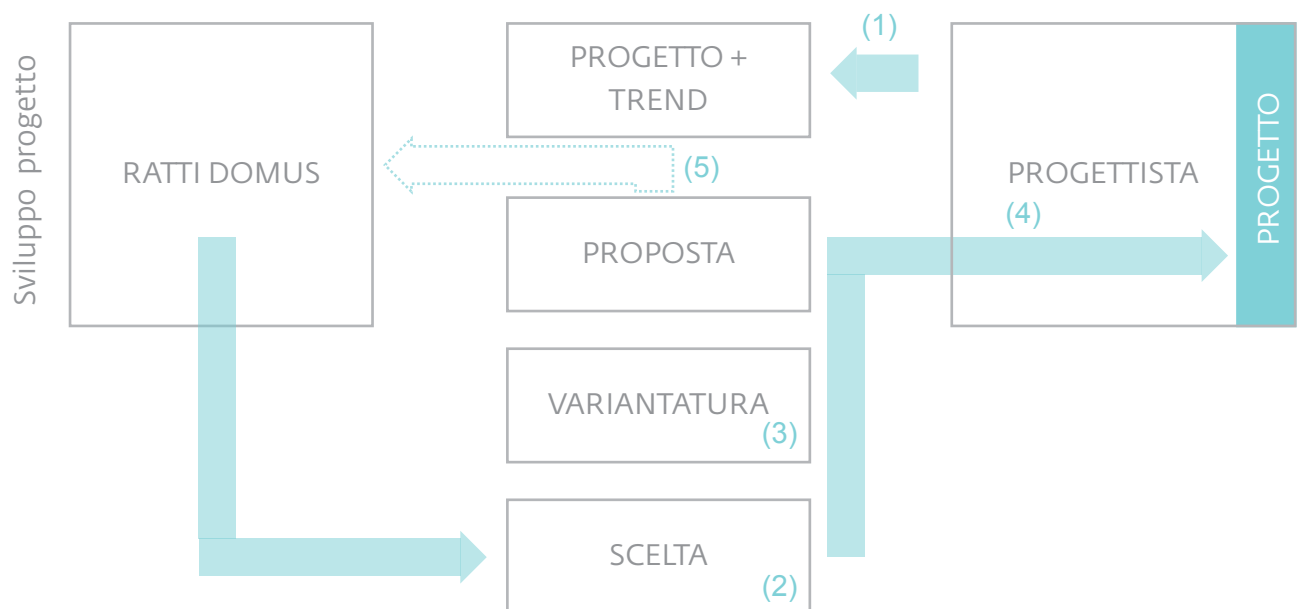 Sviluppo progetto
RATTI DOMUS
PROGETTO +
TREND
(1)
(5)
PROPOSTA
VARIANTATURA
(3)
SCELTA
(2)
PROGETTISTA
(4)
PROGETTO